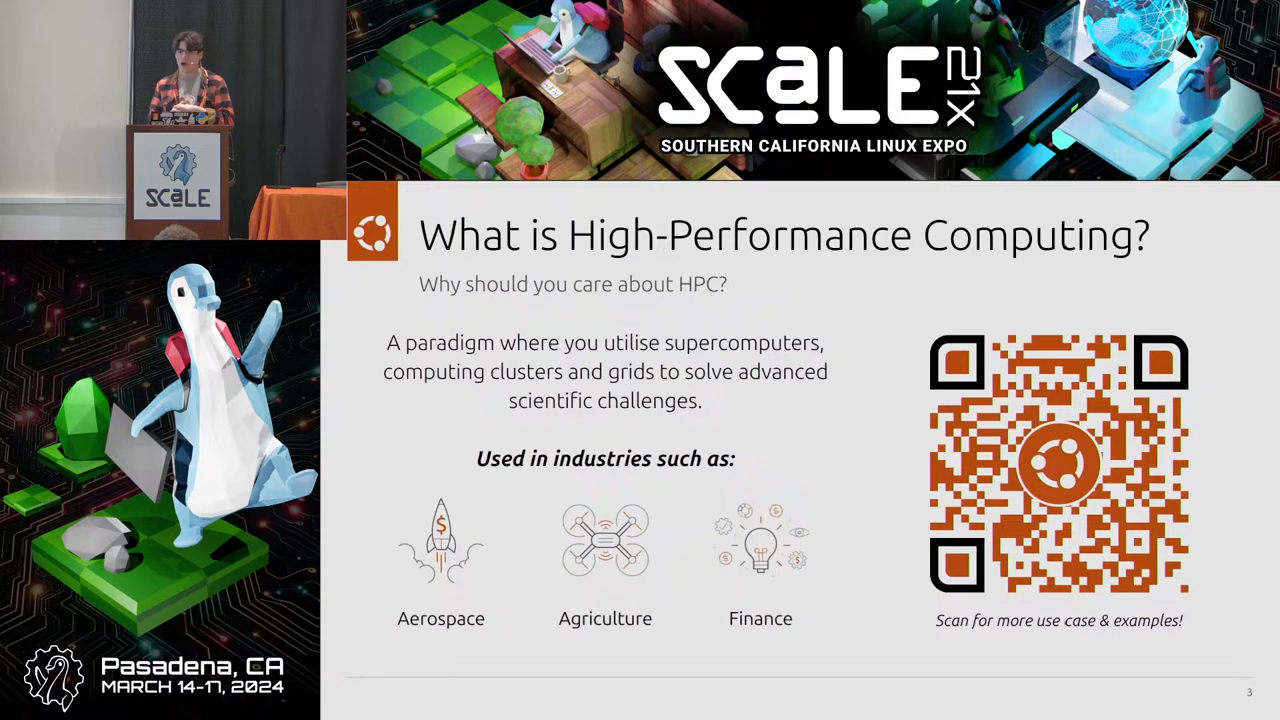 SCALE 21X
SOUTHERN CALIFORNIA LINUX EXPO
SCALE
What is High-Performance Computing?
Why should you care about HPC?
A paradigm where you utilise supercomputers,
computing clusters and grids to solve advanced
scientific challenges.
Used in industries such as:
$
Aerospace
Agriculture
Finance
Scan for more use case & examples!
Pasadena, CA
MARCH 14-17, 2024
3